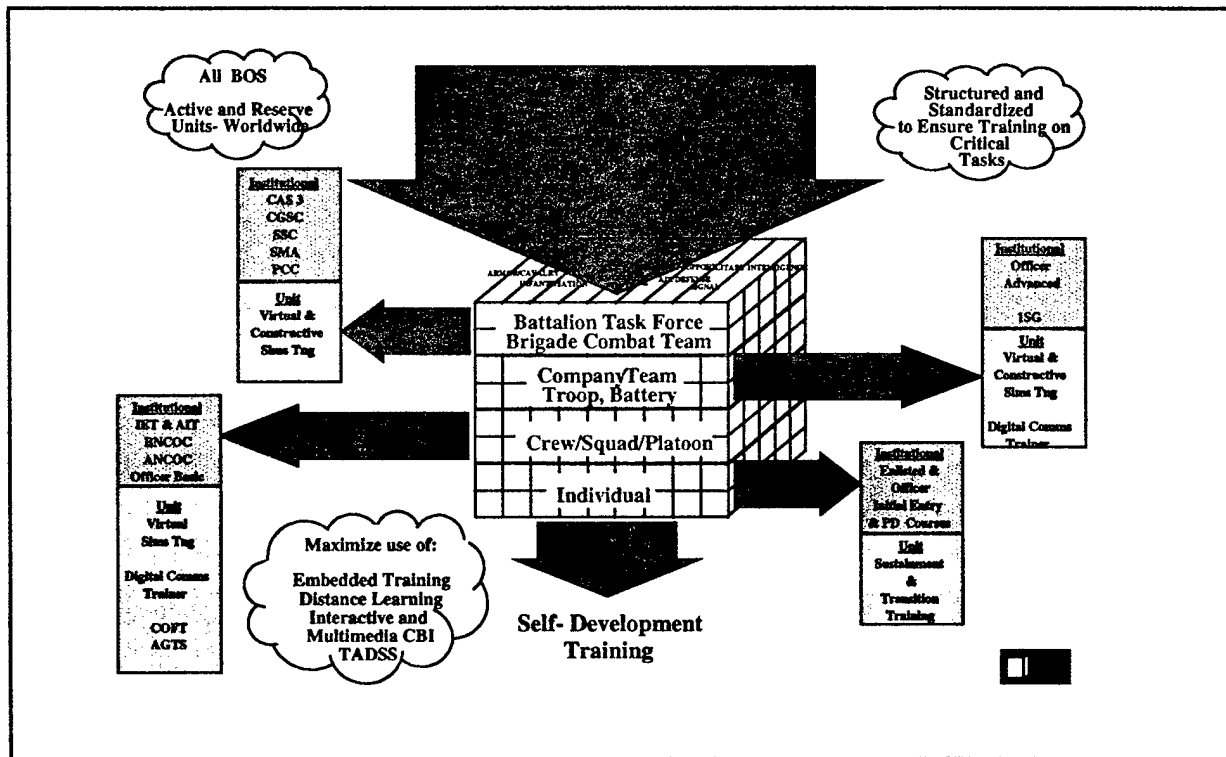 All BOS
Active and Reserve
Units- Worldwide
Structured and
Standardized
to Ensure Training on
Critical
Tasks
Institutional
CAS 3
CGSC
SSC
SMA
PCC
Unit
Virtual &
Constructive
Sims Tng
SIGNAL
Battalion Task Force
Brigade Combat Team
Company/Team
Troop, Battery
Crew/Squad/Platoon
Individual
Institutional
Officer
Advanced
1SG
Unit
Virtual &
Constructive
Sims Tng
Digital Comms
Trainer
Institutional
IET & AIT
BNCOC
ANCOC
Officer Basic
Unit
Virtual
Sims Tng
Digital Comms
Trainer
COFT
AGTS
Institutional
Enlisted &
Officer
Initial Entry
& PD Courses
Unit
Sustainment
&
Transition
Training
Maximize use of:
Embedded Training
Distance Learning
Interactive and
Multimedia CBI
TADSS
Self- Development
Training